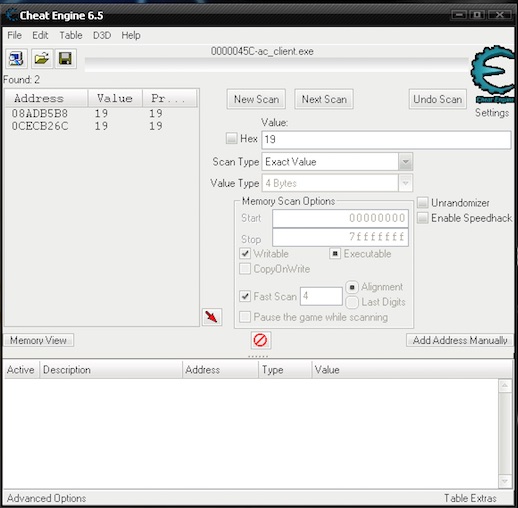 Cheat Engine 6.5
File Edit Table D3D Help
0000045C-ac_client.exe
Found: 2
Address Value Pr...
08ADB5B8 19 19
0CECB26C 19 19
New Scan Next Scan Undo Scan
Cheat Engine
Settings
Value:
Hex 19
Scan Type Exact Value
Value Type 4 Bytes
Memory Scan Options
Unrandomizer
Start 00000000
Enable Speedhack
Stop 7fffffff
Writable Executable
CopyOnWrite
Fast Scan 4 Alignment
Last Digits
Pause the game while scanning
Memory View Add Address Manually
Active Description Address Type Value
Advanced Options Table Extras